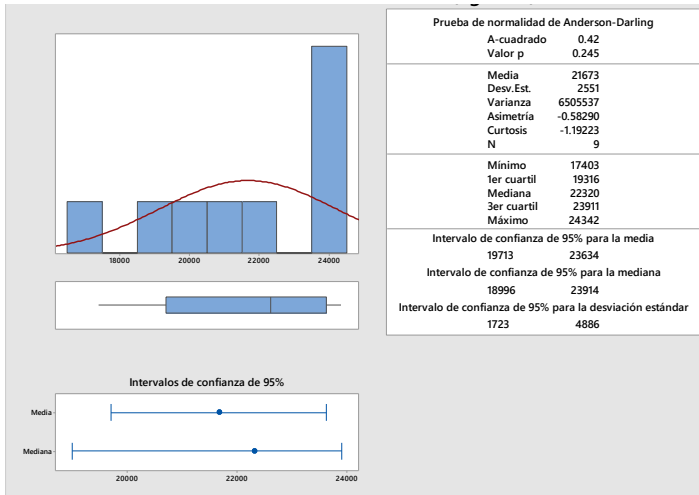 Prueba de normalidad de Anderson-Darling
A-cuadrado 0.42
Valor p 0.245
Media 21673
Desv.Est. 2551
Varianza 6505537
Asimetría -0.58290
Curtosis -1.19223
N 9
Mínimo 17403
1er cuartil 19316
Mediana 22320
3er cuartil 23911
Máximo 24342
Intervalo de confianza de 95% para la media
19713 23634
Intervalo de confianza de 95% para la mediana
18996 23914
Intervalo de confianza de 95% para la desviación estándar
1723 4886
18000 20000 22000 24000
Intervalos de confianza de 95%
Media
Mediana
20000 22000 24000